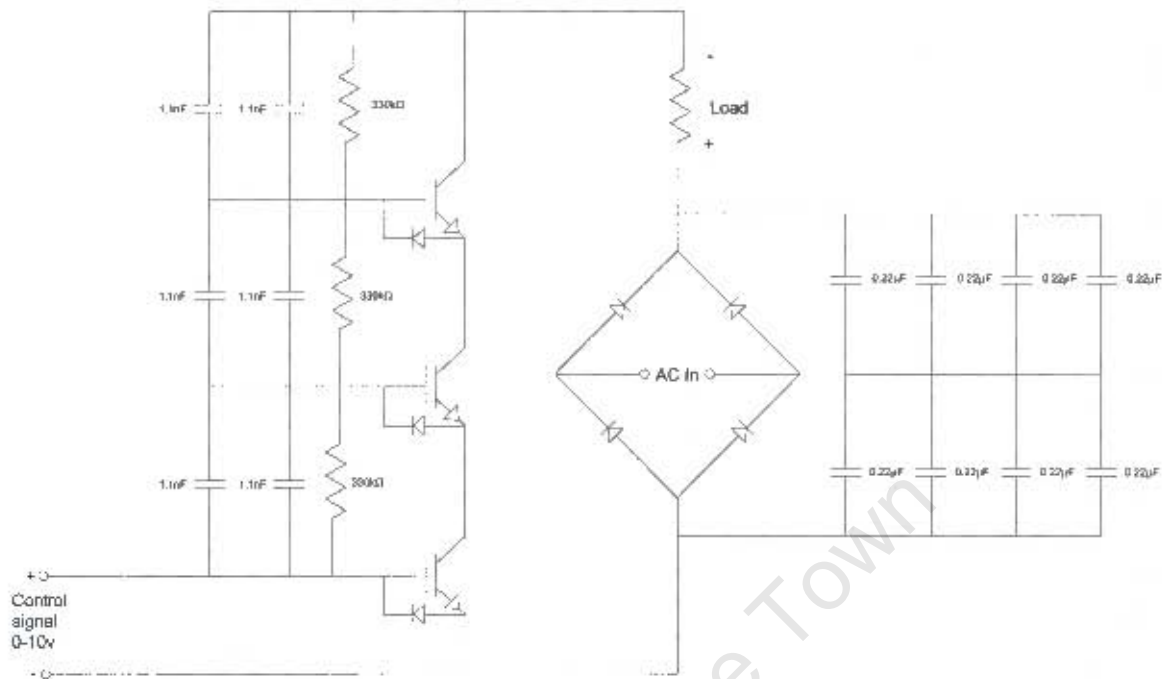 -
1.1nF 1.1nF 330kΩ Load
+
0.22µF 0.22µF 0.22µF 0.22µF
1.1nF 1.1nF 330kΩ
AC In
1.1nF 1.1nF 330kΩ
0.22µF 0.22µF 0.22µF 0.22µF
+
Control
signal
0-10v
-
e Town